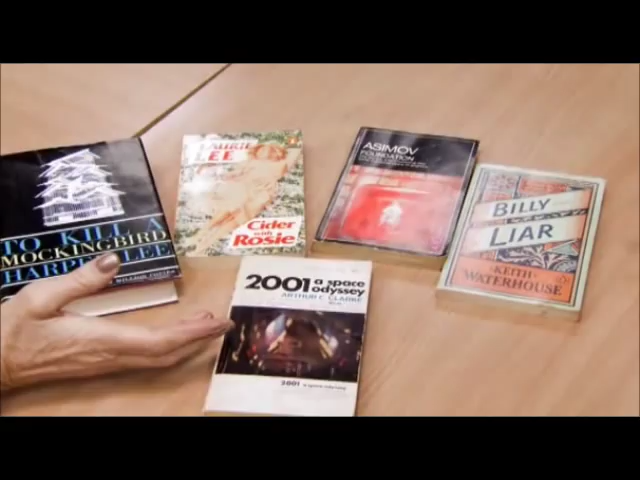 TO KILL A
MOCKINGBIRD
HARPER LEE
LAURIE
LEE
Cider
with
Rosie
ASIMOV
FOUNDATION
BILLY
LIAR
KEITH
WATERHOUSE
2001 a space
odyssey
ARTHUR C. CLARKE
2001 a space odyssey